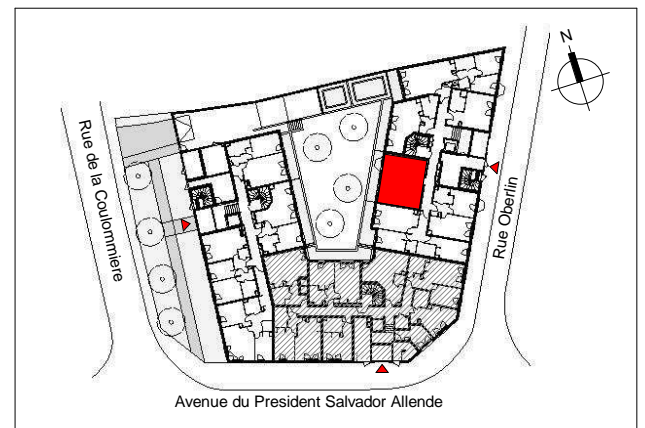 N
Rue de la Coulommiere
Rue Oberlin
Avenue du President Salvador Allende